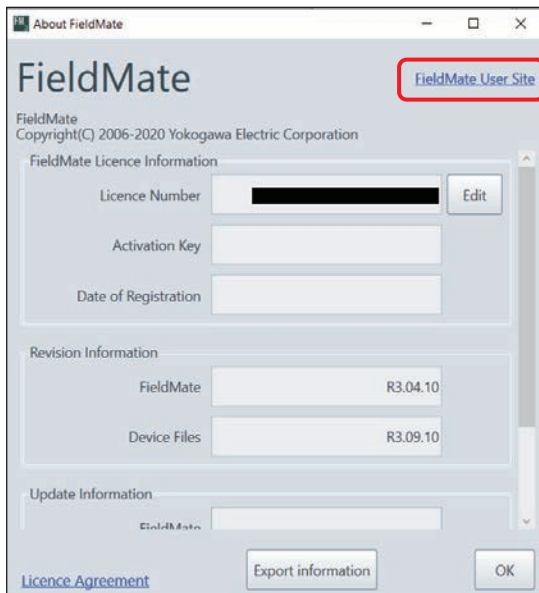 About FieldMate
FieldMate
FieldMate User Site
FieldMate
Copyright(C) 2006-2020 Yokogawa Electric Corporation
FieldMate Licence Information
Licence Number
Edit
Activation Key
Date of Registration
Revision Information
FieldMate R3.04.10
Device Files R3.09.10
Update Information
FieldMate
Licence Agreement
Export information
OK